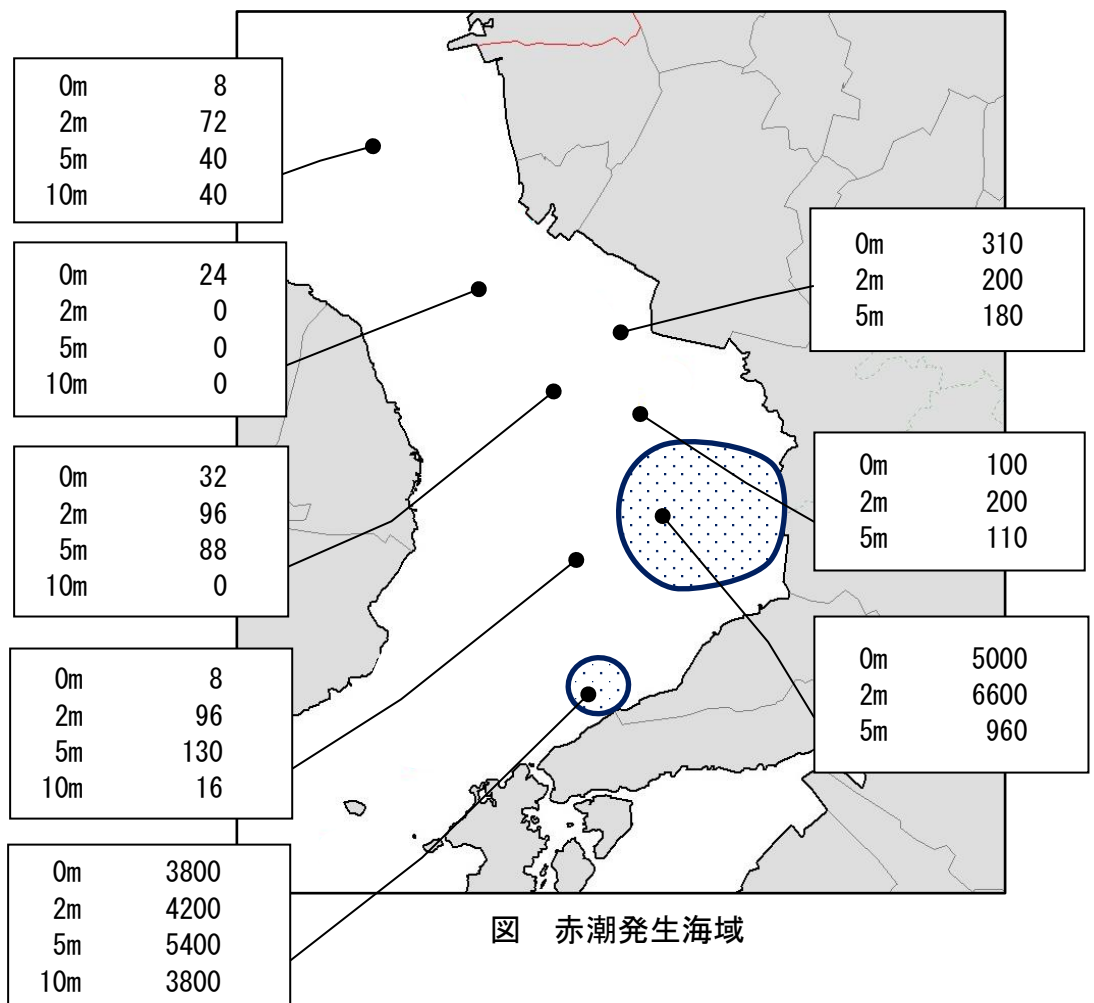 0m 8
2m 72
5m 40
10m 40
0m 24
2m 0
5m 0
10m 0
0m 32
2m 96
5m 88
10m 0
0m 8
2m 96
5m 130
10m 16
0m 3800
2m 4200
5m 5400
10m 3800
0m 310
2m 200
5m 180
0m 100
2m 200
5m 110
0m 5000
2m 6600
5m 960
図 赤潮発生海域